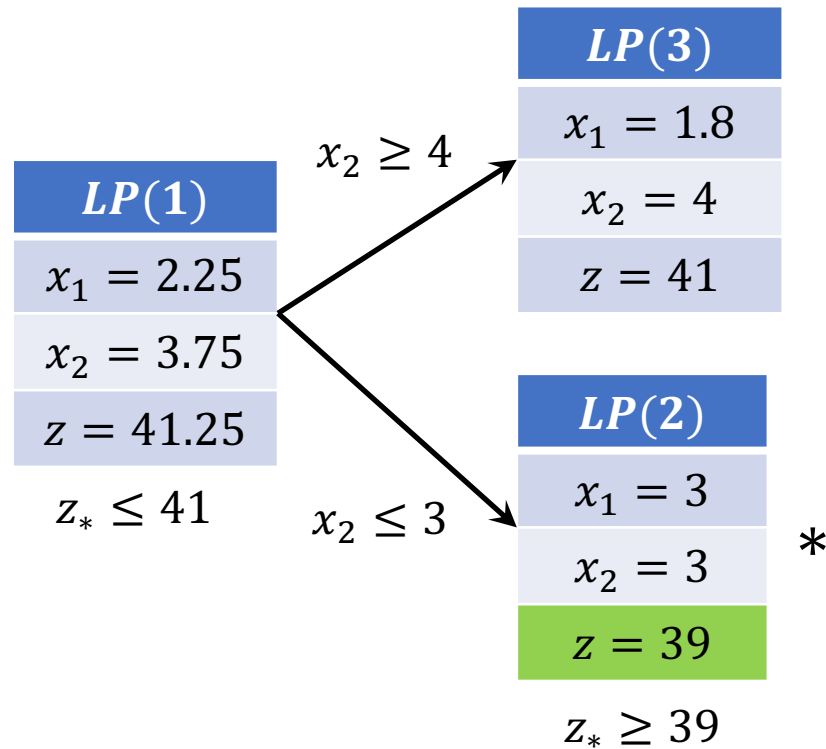 LP(1)
x₁ = 2.25
x₂ = 3.75
z = 41.25
z* ≤ 41
x₂ ≥ 4
x₂ ≤ 3
LP(3)
x₁ = 1.8
x₂ = 4
z = 41
LP(2)
x₁ = 3
x₂ = 3
z = 39
*
z* ≥ 39